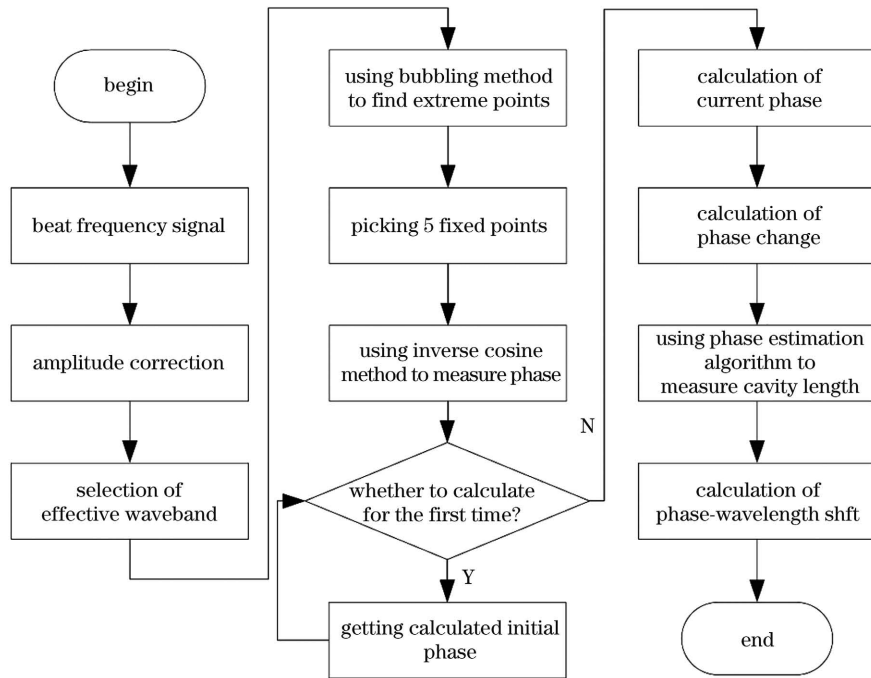 begin
beat frequency signal
amplitude correction
selection of
effective waveband
using bubbling method
to find extreme points
picking 5 fixed points
using inverse cosine
method to measure phase
whether to calculate
for the first time?
N
Y
getting calculated initial
phase
calculation of
current phase
calculation of
phase change
using phase estimation
algorithm to
measure cavity length
calculation of
phase-wavelength shft
end